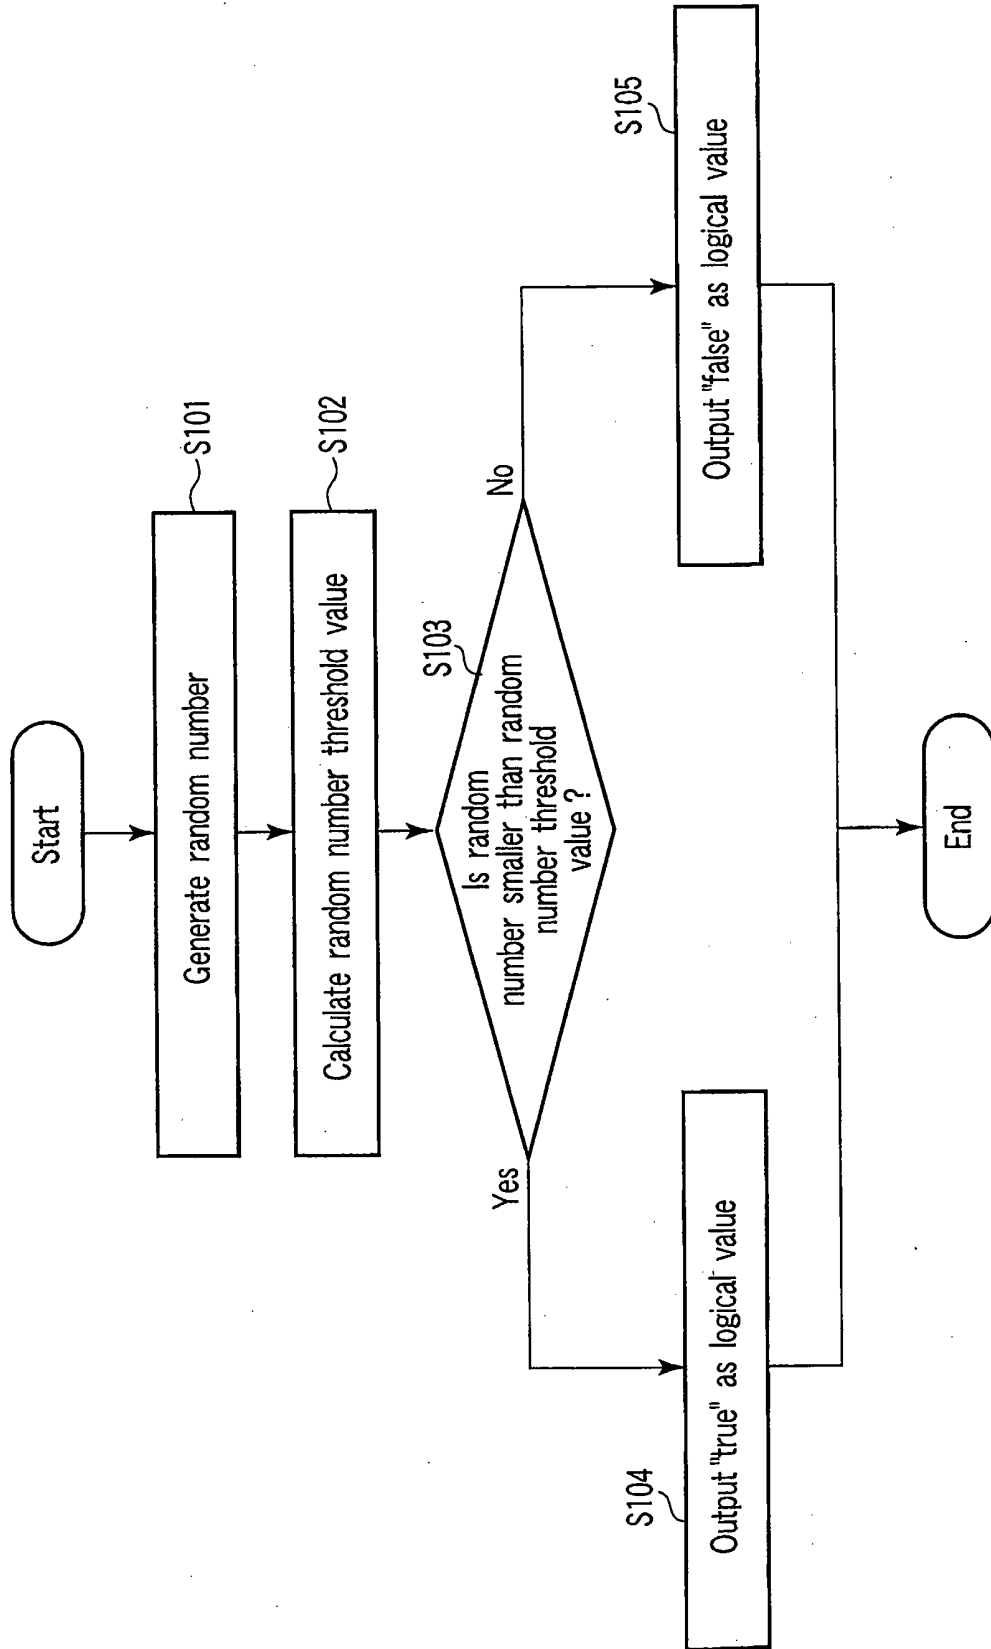 Start
Generate random number
S101
Calculate random number threshold value
S102
S103
Is random
number smaller than random
number threshold
value ?
Yes
No
S104
Output "true" as logical value
S105
Output "false" as logical value
End